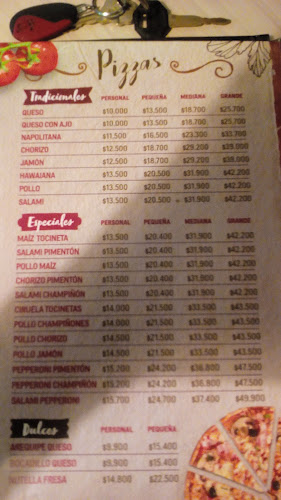 Pizzas
Tradicionales PERSONAL PEQUEÑA MEDIANA GRANDE
QUESO $10.000 $13.500 $18.700 $25.700
QUESO CON AJO $10.000 $13.500 $18.700 $25.700
NAPOLITANA $11.500 $16.500 $23.300 $33.700
CHORIZO $12.500 $18.700 $29.200 $38.000
JAMÓN $12.500 $18.700 $29.200 $38.000
HAWAIANA $13.500 $20.500 $31.900 $42.200
POLLO $13.500 $20.500 $31.900 $42.200
SALAMI $13.500 $20.500 $31.900 $42.200
Especiales PERSONAL PEQUEÑA MEDIANA GRANDE
MAÍZ TOCINETA $13.500 $20.400 $31.900 $42.200
SALAMI PIMENTÓN $13.500 $20.400 $31.900 $42.200
POLLO MAÍZ $13.500 $20.400 $31.900 $42.200
CHORIZO PIMENTÓN $13.500 $20.400 $31.900 $42.200
SALAMI CHAMPIÑÓN $13.500 $20.400 $31.900 $42.200
CIRUELA TOCINETAS $14.900 $21.500 $33.500 $43.500
POLLO CHAMPIÑONES $14.000 $21.500 $33.500 $43.500
POLLO CHORIZO $14.500 $21.500 $33.500 $43.500
POLLO JAMÓN $14.500 $21.500 $33.500 $43.500
PEPPERONI PIMENTÓN $15.200 $24.200 $36.800 $47.500
PEPPERONI CHAMPIÑÓN $15.200 $24.200 $36.800 $47.500
SALAMI PEPPERONI $15.700 $24.700 $37.400 $49.900
Dulces PERSONAL PEQUEÑA
AREQUIPE QUESO $8.900 $15.400
BOCADILLO QUESO $8.900 $15.400
NUTELLA FRESA $14.800 $22.500